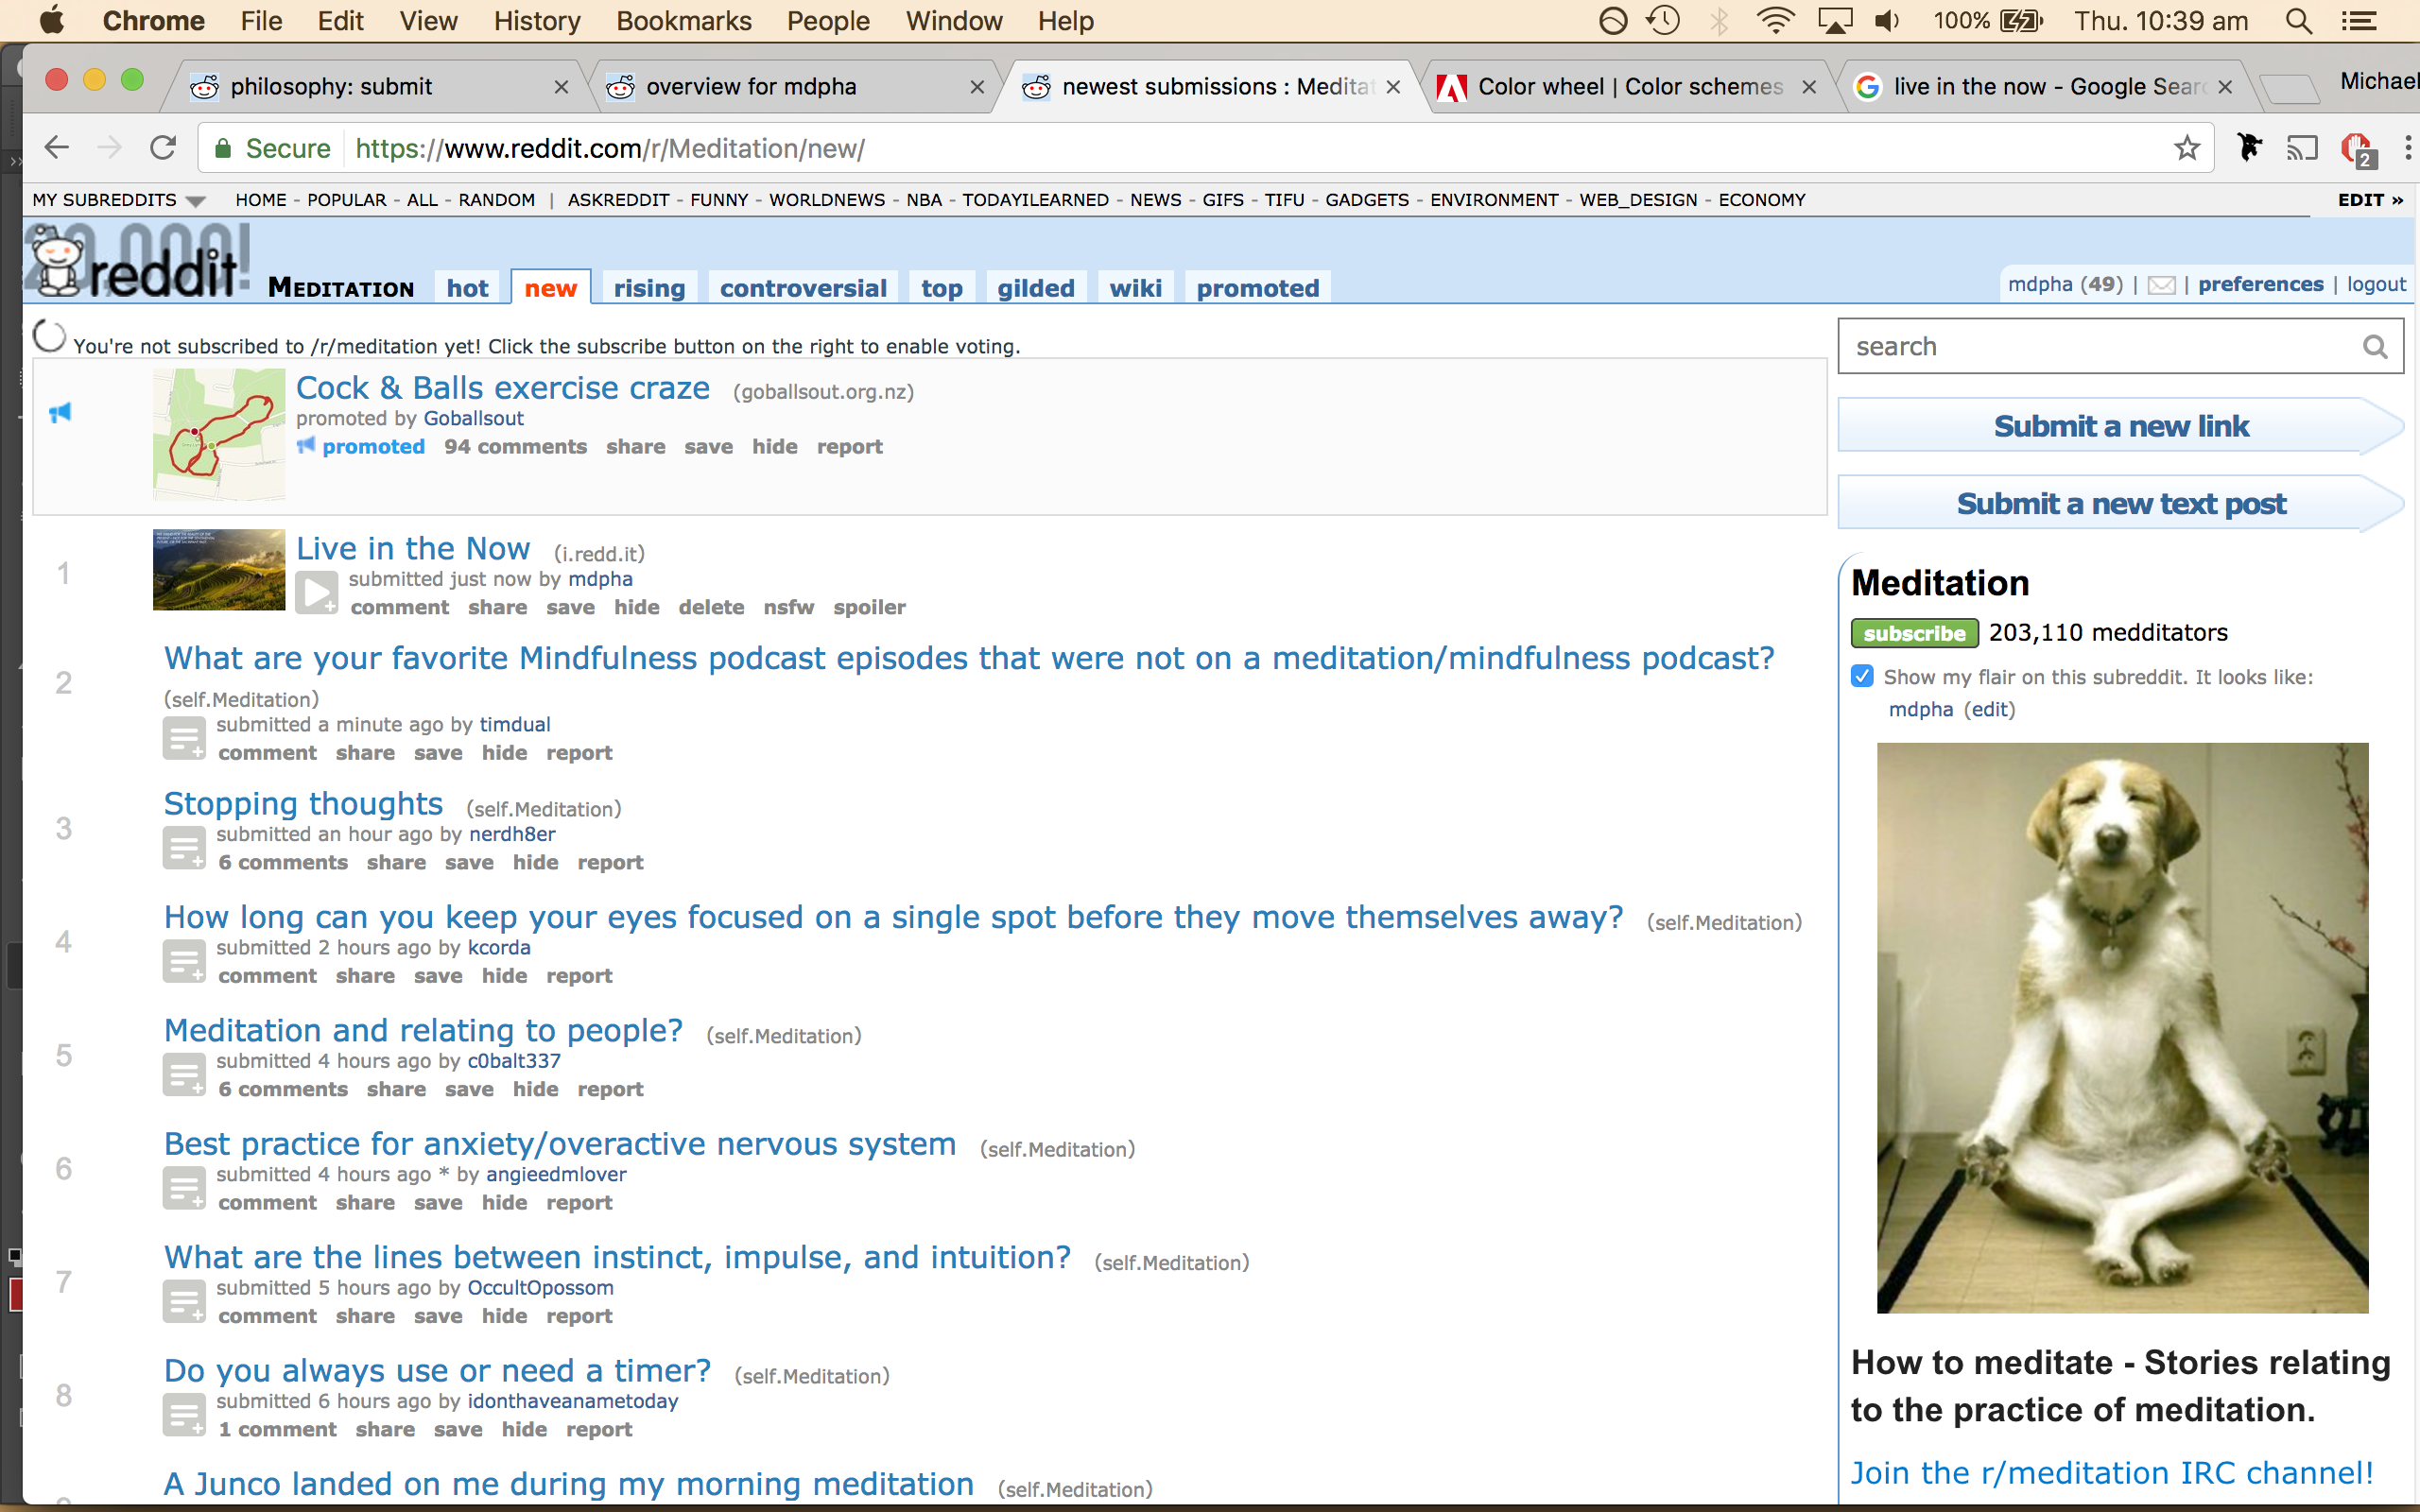 Chrome File Edit View History Bookmarks People Window Help 100% Thu. 10:39 am
philosophy: submit
overview for mdpha
newest submissions : Meditat
Color wheel | Color schemes
live in the now - Google Sear
Michael
Secure https://www.reddit.com/r/Meditation/new/ 2
MY SUBREDDITS HOME - POPULAR - ALL - RANDOM | ASKREDDIT - FUNNY - WORLDNEWS - NBA - TODAYILEARNED - NEWS - GIFS - TIFU - GADGETS - ENVIRONMENT - WEB_DESIGN - ECONOMY EDIT »
20,000!
reddit MEDITATION hot new rising controversial top gilded wiki promoted
mdpha (49) | | preferences | logout
You're not subscribed to /r/meditation yet! Click the subscribe button on the right to enable voting.
Cock & Balls exercise craze (goballsout.org.nz)
promoted by Goballsout
promoted 94 comments share save hide report
1
Live in the Now (i.redd.it)
submitted just now by mdpha
comment share save hide delete nsfw spoiler
2
What are your favorite Mindfulness podcast episodes that were not on a meditation/mindfulness podcast?
(self.Meditation)
submitted a minute ago by timdual
comment share save hide report
3
Stopping thoughts (self.Meditation)
submitted an hour ago by nerdh8er
6 comments share save hide report
4
How long can you keep your eyes focused on a single spot before they move themselves away? (self.Meditation)
submitted 2 hours ago by kcorda
comment share save hide report
5
Meditation and relating to people? (self.Meditation)
submitted 4 hours ago by c0balt337
6 comments share save hide report
6
Best practice for anxiety/overactive nervous system (self.Meditation)
submitted 4 hours ago * by angieedmlover
comment share save hide report
7
What are the lines between instinct, impulse, and intuition? (self.Meditation)
submitted 5 hours ago by OccultOpossom
comment share save hide report
8
Do you always use or need a timer? (self.Meditation)
submitted 6 hours ago by idonthaveanametoday
1 comment share save hide report
A Junco landed on me during my morning meditation (self.Meditation)
search
Submit a new link
Submit a new text post
Meditation
subscribe 203,110 medditators
Show my flair on this subreddit. It looks like:
mdpha (edit)
How to meditate - Stories relating
to the practice of meditation.
Join the r/meditation IRC channel!